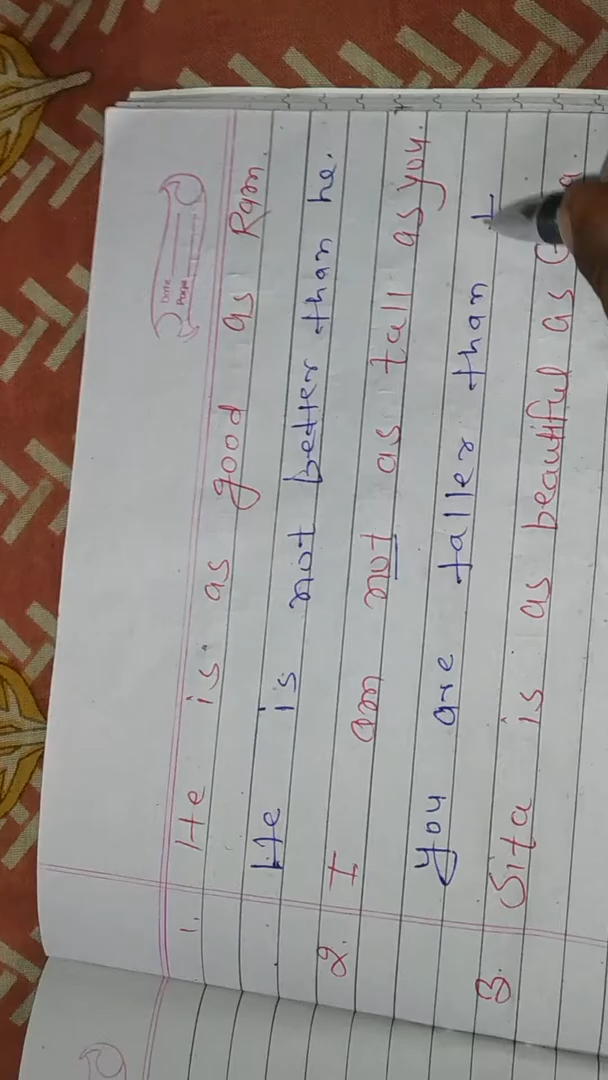 Date
Page
1. He is as good as Ram.
He is not better than he.
2. I am not as tall as you.
You are taller than I
3. Sita is as beautiful as